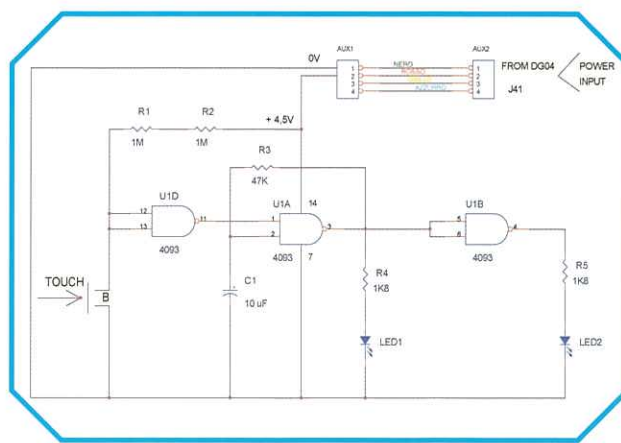 AUX1
AUX2
0V
1
2
3
4
NERO
ROSSO
1
2
3
4
FROM DG04
J41
POWER
INPUT
R1
1M
R2
1M
+ 4,5V
R3
47K
U1D
12
13
11
4093
U1A
14
1
2
3
4093
7
U1B
5
6
4
4093
TOUCH
B
C1
10 uF
R4
1K8
R5
1K8
LED1
LED2